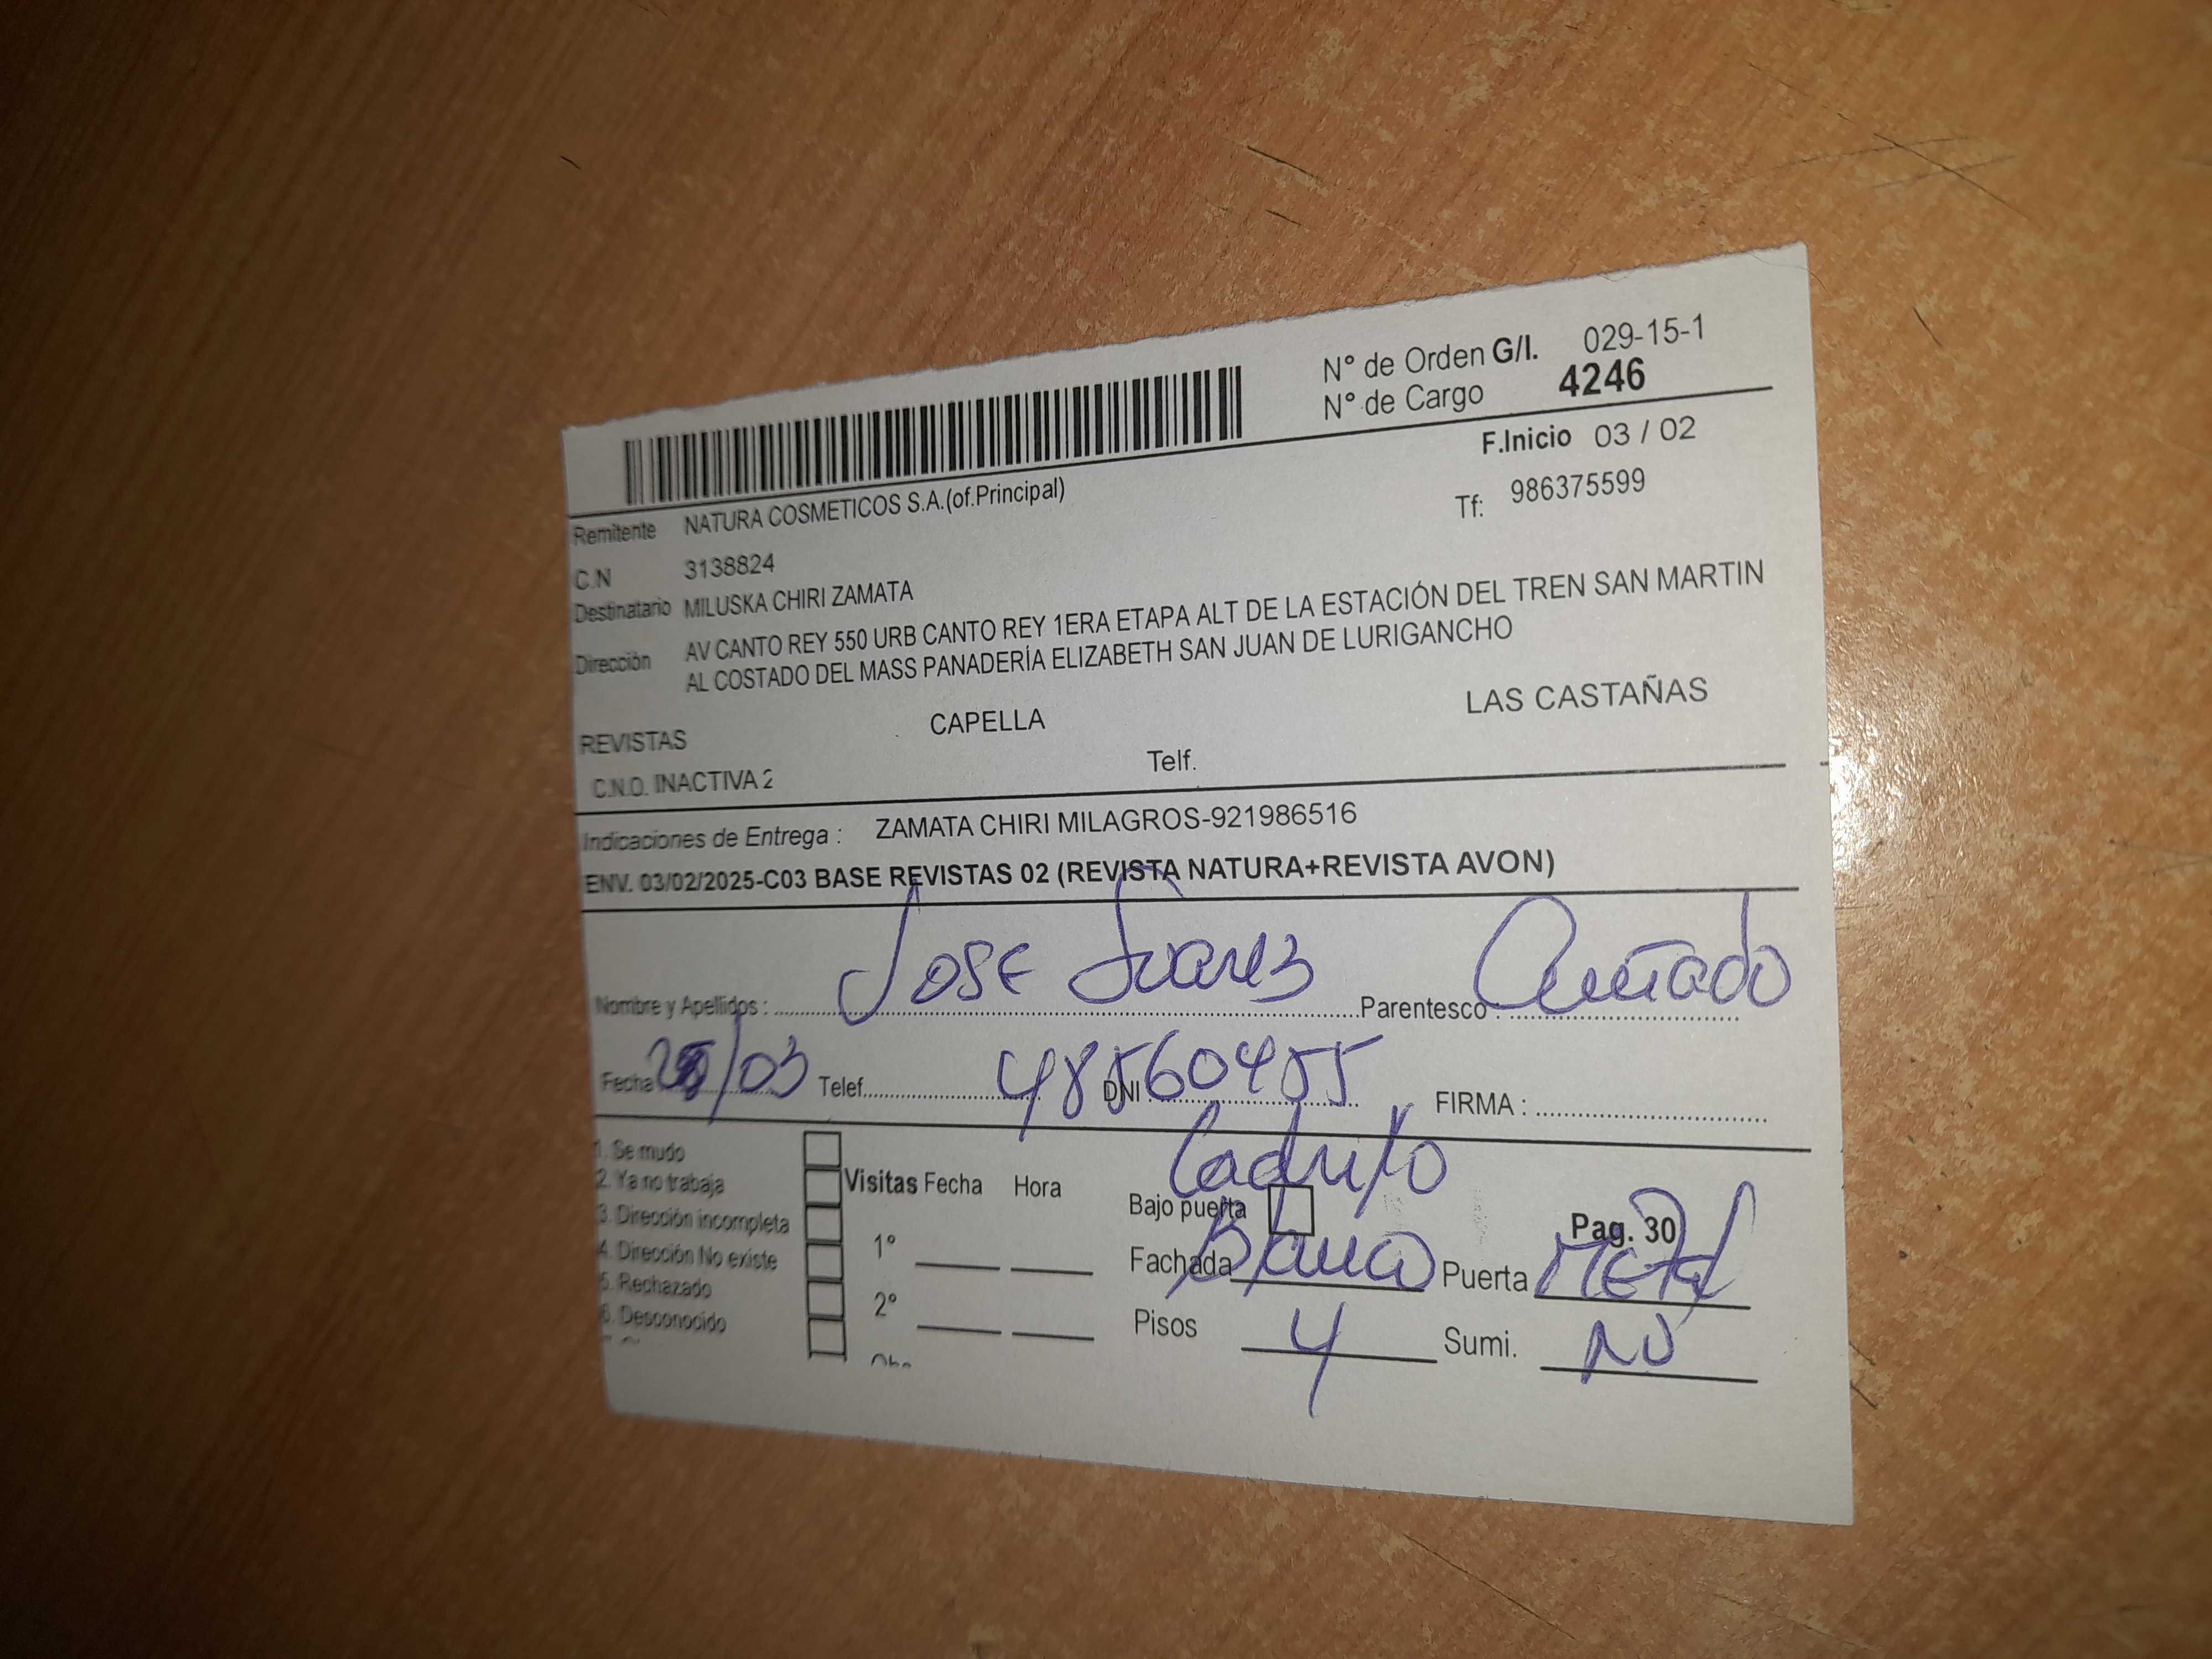 N° de Orden G/I. 029-15-1
N° de Cargo 4246
F.Inicio 03 / 02
Remitente NATURA COSMETICOS S.A.(of.Principal)
Tf: 986375599
C.N 3138824
Destinatario MILUSKA CHIRI ZAMATA
Dirección AV CANTO REY 550 URB CANTO REY 1ERA ETAPA ALT DE LA ESTACIÓN DEL TREN SAN MARTIN
AL COSTADO DEL MASS PANADERÍA ELIZABETH SAN JUAN DE LURIGANCHO
REVISTAS CAPELLA LAS CASTAÑAS
C.N.O. INACTIVA 2 Telf.
Indicaciones de Entrega : ZAMATA CHIRI MILAGROS-921986516
ENV. 03/02/2025-C03 BASE REVISTAS 02 (REVISTA NATURA+REVISTA AVON)
Nombre y Apellidos : Jose Suarez Parentesco : Cuñado
Fecha /03 Telef. DNI : 48560455 FIRMA :
Ladrillo
1. Se mudo
2. Ya no trabaja
3. Dirección incompleta
4. Dirección No existe
5. Rechazado
6. Desconocido
Visitas Fecha Hora
1°
2°
Bajo puerta Pag. 30
Fachada Blanco Puerta Metal
Pisos 4 Sumi. NO